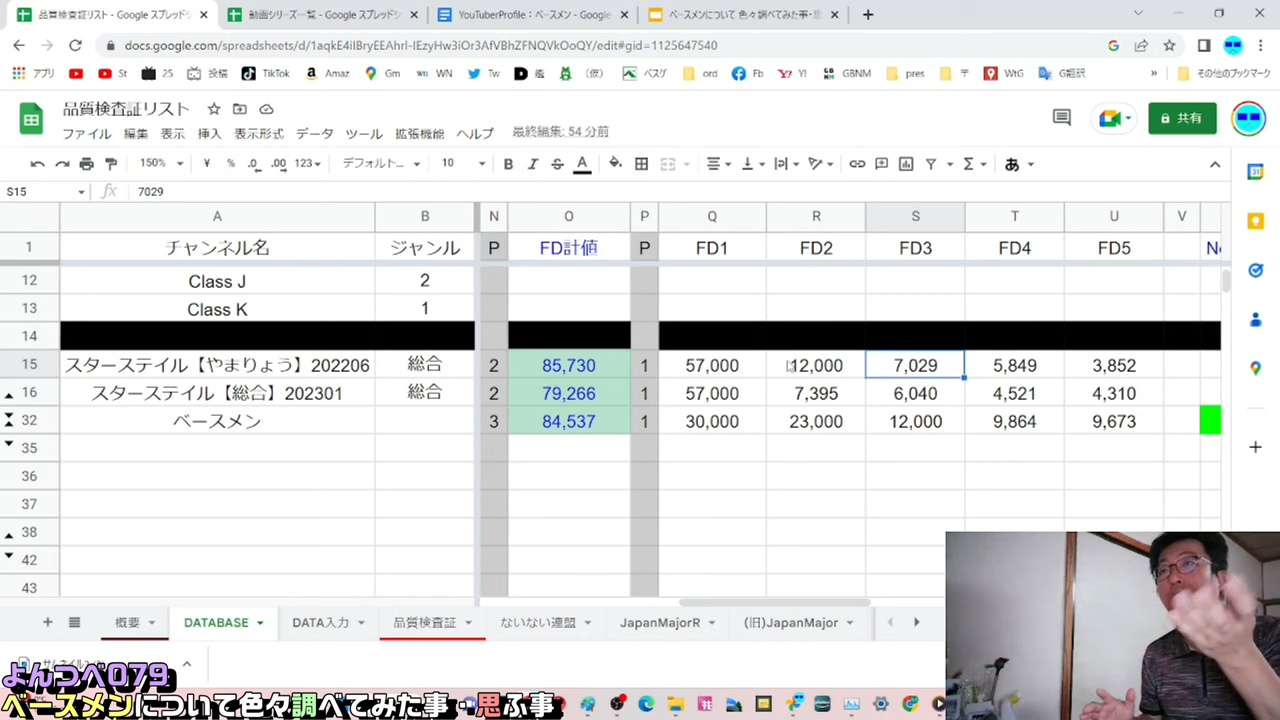 品質検査証リスト - Google スプレッドシ
動画シリーズ一覧 - Google スプレッドシ
YouTuberProfile：ベースメン - Google
ベースメンについて 色々調べてみた事・思
docs.google.com/spreadsheets/d/1aqkE4iIBryEEAhrI-IEzyHw3iOr3AfVBhZFNQVkOoQY/edit#gid=1125647540
アプリ St 25 投稿 TikTok Amaz Gm WN Tw 艦 (仮) ベスゲ ord Fb Y! GBNM pres 〒 WtG G翻訳 » その他のブックマーク
品質検査証リスト
ファイル 編集 表示 挿入 表示形式 データ ツール 拡張機能 ヘルプ 最終編集: 54 分前
共有
150% ¥ % .0 .00 123 デフォルト... 10 B I S A あ
S15 fx 7029
A B N O P Q R S T U V
1 チャンネル名 ジャンル P FD計値 P FD1 FD2 FD3 FD4 FD5
12 Class J 2
13 Class K 1
14
15 スターステイル【やまりょう】202206 総合 2 85,730 1 57,000 12,000 7,029 5,849 3,852
16 スターステイル【総合】202301 総合 2 79,266 1 57,000 7,395 6,040 4,521 4,310
32 ベースメン 3 84,537 1 30,000 23,000 12,000 9,864 9,673
35
36
37
38
42
43
概要 DATABASE DATA入力 品質検査証 ないない連盟 JapanMajorR (旧)JapanMajor
よんつべ079
ベースメンについて色々調べてみた事・思ふ事